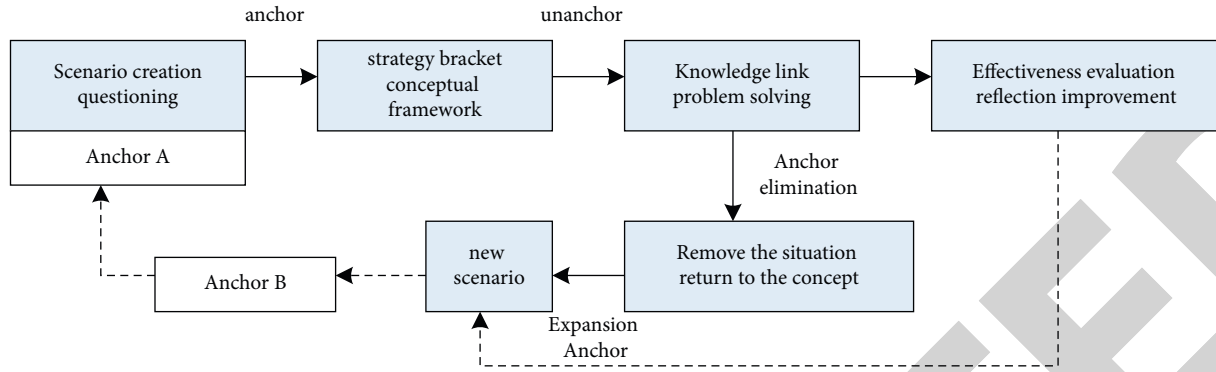 anchor
unanchor
Scenario creation
questioning
Anchor A
strategy bracket
conceptual
framework
Knowledge link
problem solving
Effectiveness evaluation
reflection improvement
Anchor
elimination
Remove the situation
return to the concept
new
scenario
Anchor B
Expansion
Anchor